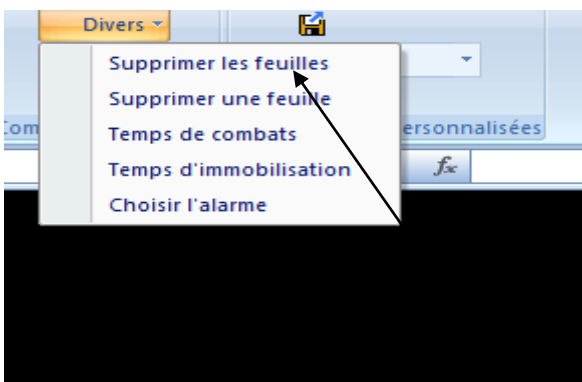 Divers
Supprimer les feuilles
Supprimer une feuille
Temps de combats
Com
ersonnalisées
Temps d'immobilisation
fx
Choisir l'alarme